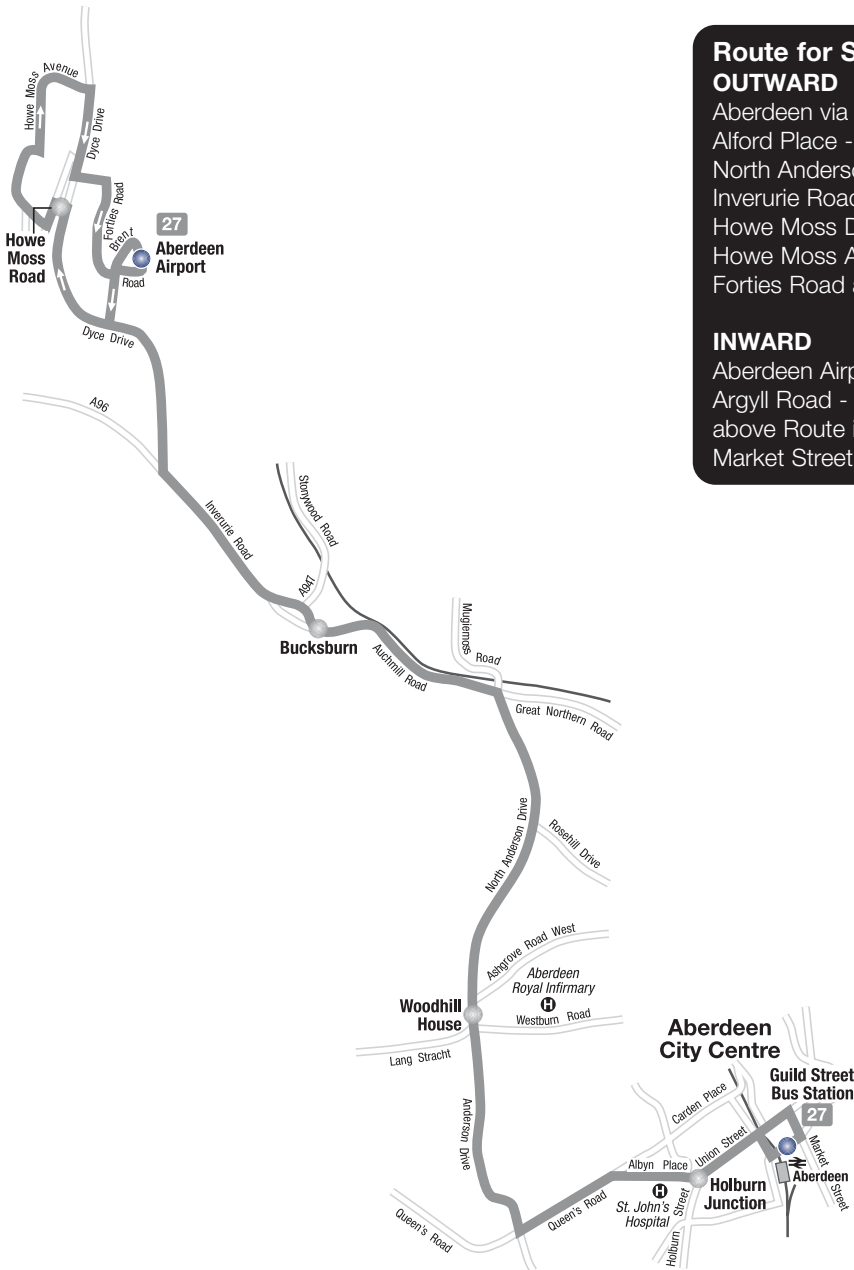 Howe Moss Avenue
Dyce Drive
Forties Road
Brent
Road
27
Aberdeen
Airport
Howe
Moss
Road
Dyce Drive
A96
Inverurie Road
Stonywood Road
A947
Bucksburn
Auchmill Road
Mugiemoss Road
Great Northern Road
North Anderson Drive
Rosehill Drive
Ashgrove Road West
Aberdeen
Royal Infirmary
H
Woodhill
House
Westburn Road
Lang Stracht
Anderson Drive
Aberdeen
City Centre
Guild Street
Bus Station
27
Carden Place
Union Street
Market Street
Aberdeen
Albyn Place
Holburn
Junction
H
St. John's
Hospital
Holburn Street
Queen's Road
Queen's Road
Route for S
OUTWARD
Aberdeen via
Alford Place -
North Anderso
Inverurie Road
Howe Moss D
Howe Moss A
Forties Road a
INWARD
Aberdeen Airp
Argyll Road -
above Route i
Market Street